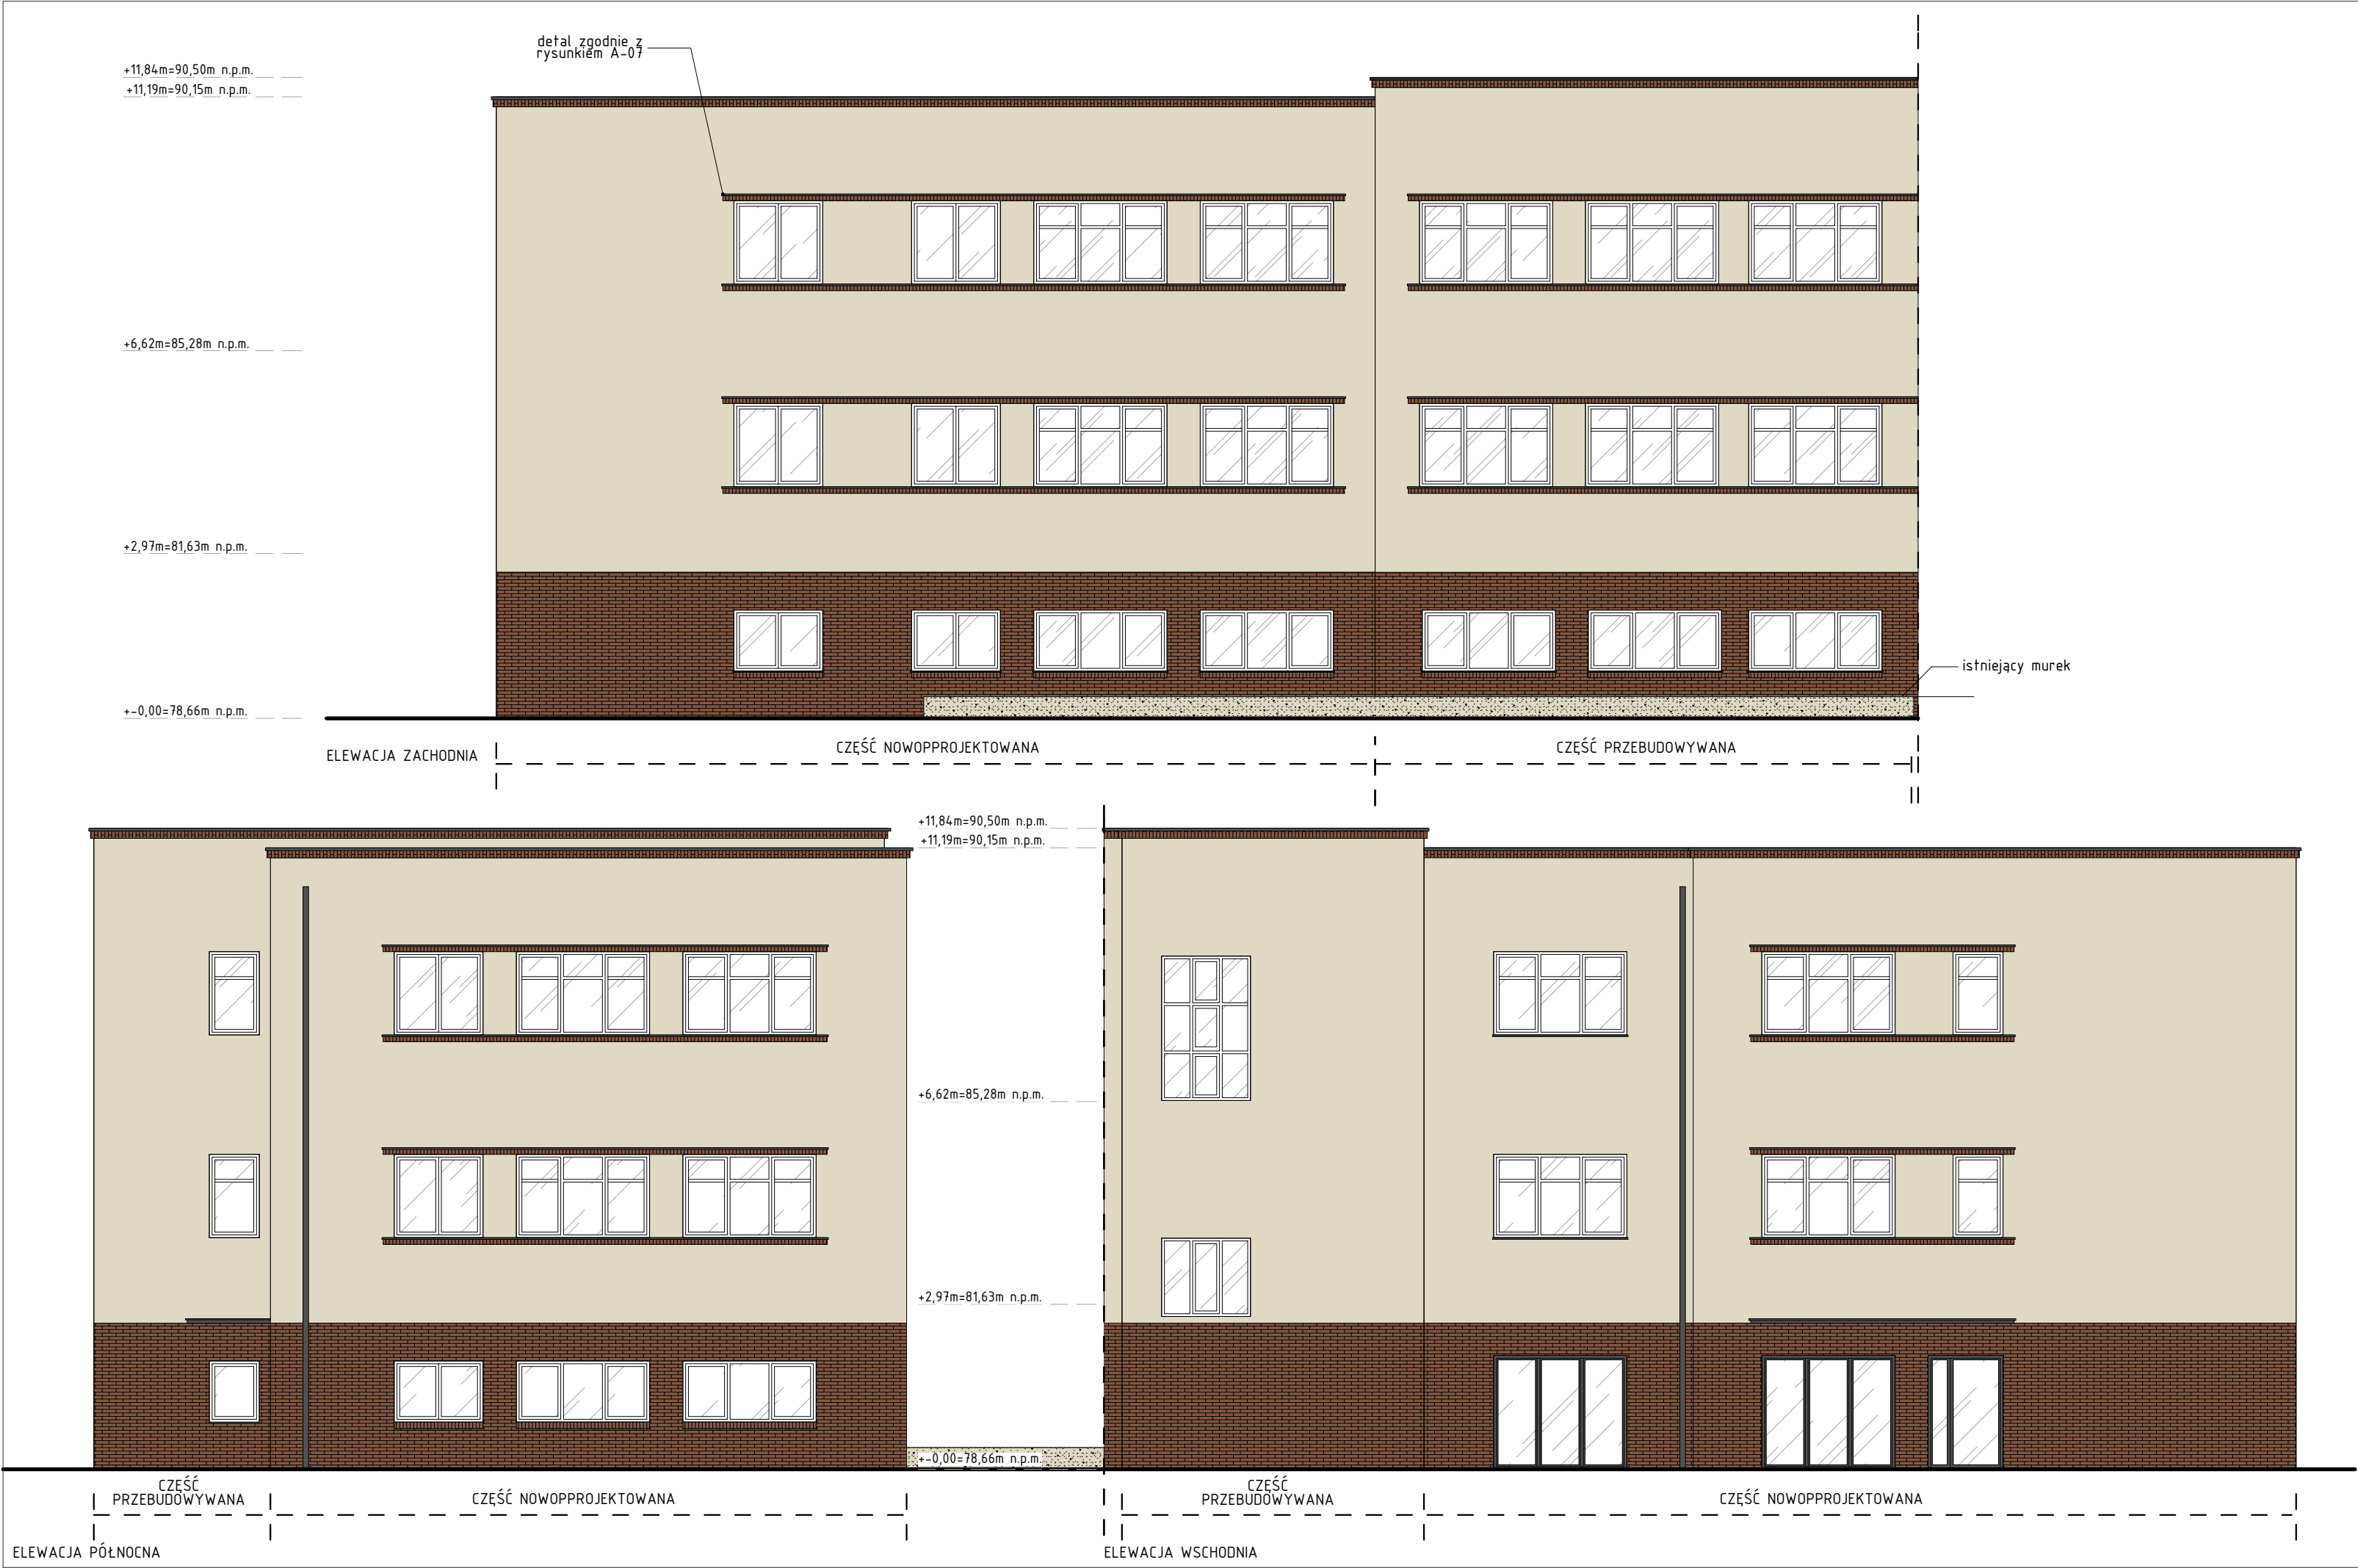 detal zgodnie z
rysunkiem A-07
+11,84m=90,50m n.p.m.
+11,19m=90,15m n.p.m.
+6,62m=85,28m n.p.m.
+2,97m=81,63m n.p.m.
istniejący murek
+-0,00=78,66m n.p.m.
ELEWACJA ZACHODNIA
CZĘŚĆ NOWOPPROJEKTOWANA
CZĘŚĆ PRZEBUDOWYWANA
+11,84m=90,50m n.p.m.
+11,19m=90,15m n.p.m.
+6,62m=85,28m n.p.m.
+2,97m=81,63m n.p.m.
+-0,00=78,66m n.p.m.
CZĘŚĆ
PRZEBUDOWYWANA
CZĘŚĆ NOWOPPROJEKTOWANA
CZĘŚĆ
PRZEBUDOWYWANA
CZĘŚĆ NOWOPPROJEKTOWANA
ELEWACJA PÓŁNOCNA
ELEWACJA WSCHODNIA